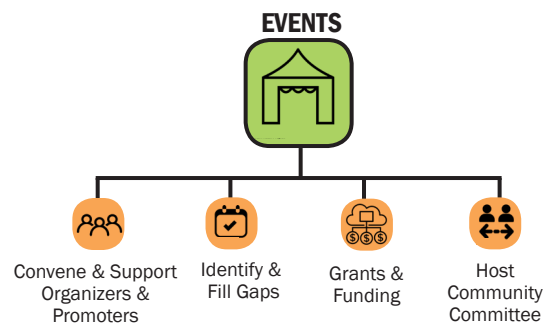 EVENTS
Convene & Support
Organizers &
Promoters
Identify &
Fill Gaps
Grants &
Funding
Host
Community
Committee